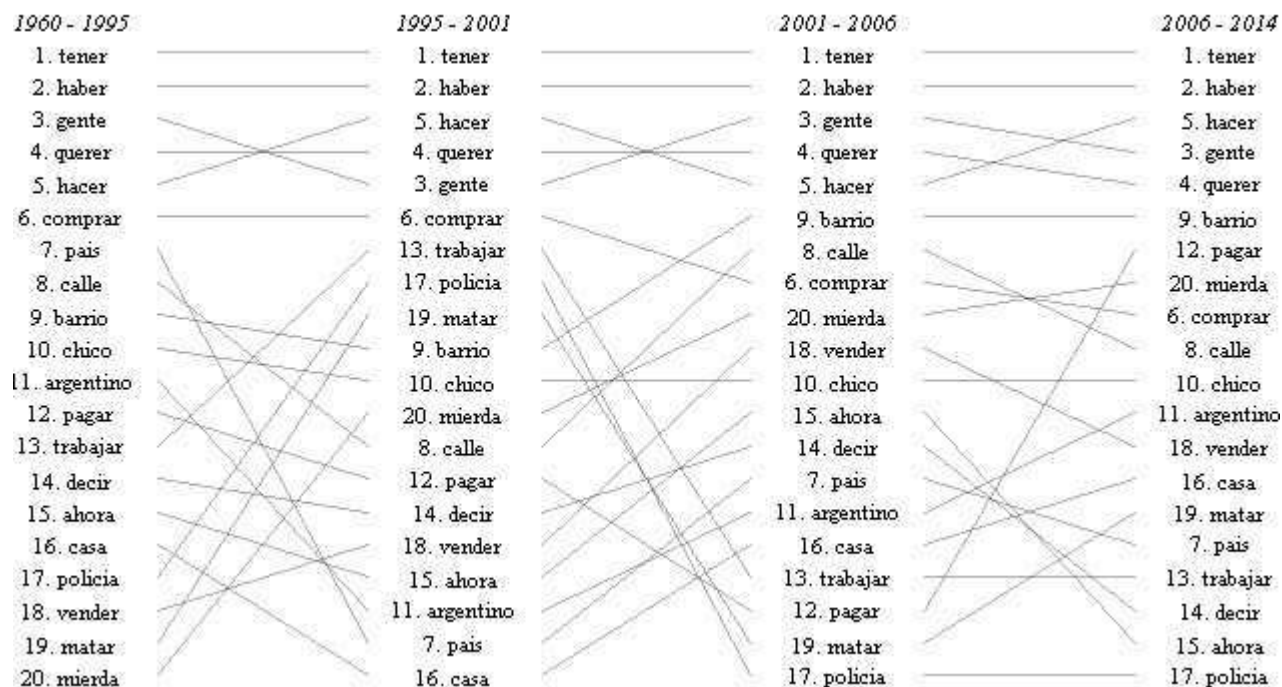 1960 - 1995 1995 - 2001 2001 - 2006 2006 - 2014
1. tener 1. tener 1. tener 1. tener
2. haber 2. haber 2. haber 2. haber
3. gente 5. hacer 3. gente 5. hacer
4. querer 4. querer 4. querer 3. gente
5. hacer 3. gente 5. hacer 4. querer
6. comprar 6. comprar 9. barrio 9. barrio
7. pais 13. trabajar 8. calle 12. pagar
8. calle 17. policia 6. comprar 20. mierda
9. barrio 19. matar 20. mierda 6. comprar
10. chico 9. barrio 18. vender 8. calle
11. argentino 10. chico 10. chico 10. chico
12. pagar 20. mierda 15. ahora 11. argentino
13. trabajar 8. calle 14. decir 18. vender
14. decir 12. pagar 7. pais 16. casa
15. ahora 14. decir 11. argentino 19. matar
16. casa 18. vender 16. casa 7. pais
17. policia 15. ahora 13. trabajar 13. trabajar
18. vender 11. argentino 12. pagar 14. decir
19. matar 7. pais 19. matar 15. ahora
20. mierda 16. casa 17. policia 17. policia